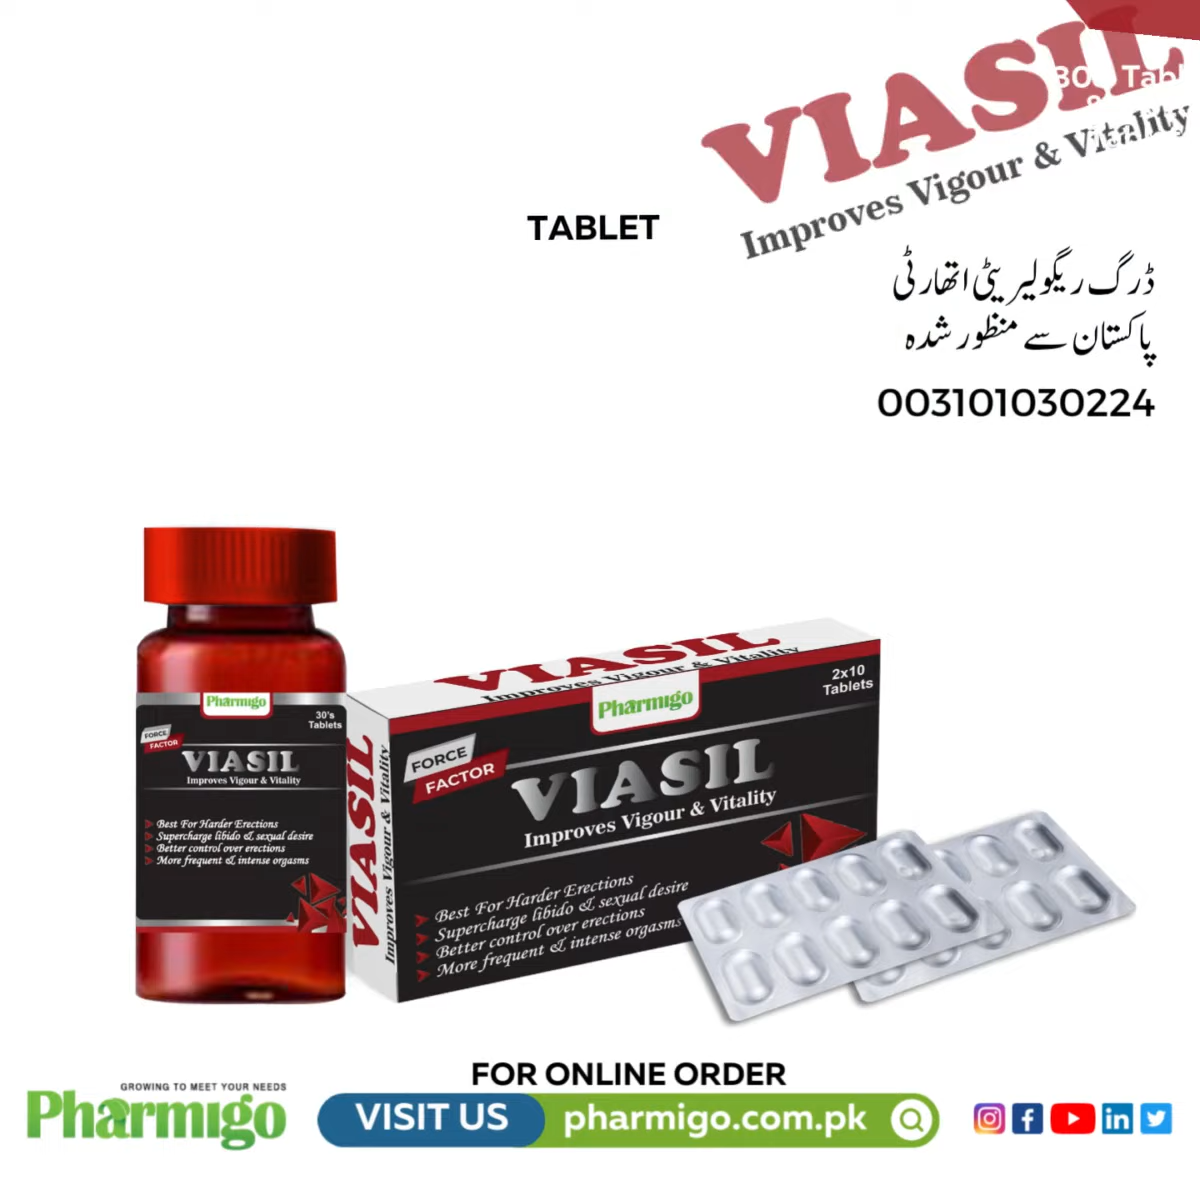 VIASIL
Improves Vigour & Vitality
TABLET
ڈرگ ریگولیریٹی اتھارٹی
پاکستان سے منظور شدہ
003101030224
Pharmigo
30's
Tablets
FORCE
FACTOR
VIASIL
Improves Vigour & Vitality
Best For Harder Erections
Supercharge libido & sexual desire
Better control over erections
More frequent & intense orgasms
VIASIL
Improves Vigour & Vitality
VIASIL
Improves Vigour & Vitality
Pharmigo
2x10
Tablets
FORCE
FACTOR
VIASIL
Improves Vigour & Vitality
Best For Harder Erections
Supercharge libido & sexual desire
Better control over erections
More frequent & intense orgasms
FOR ONLINE ORDER
GROWING TO MEET YOUR NEEDS
Pharmigo
VISIT US
pharmigo.com.pk